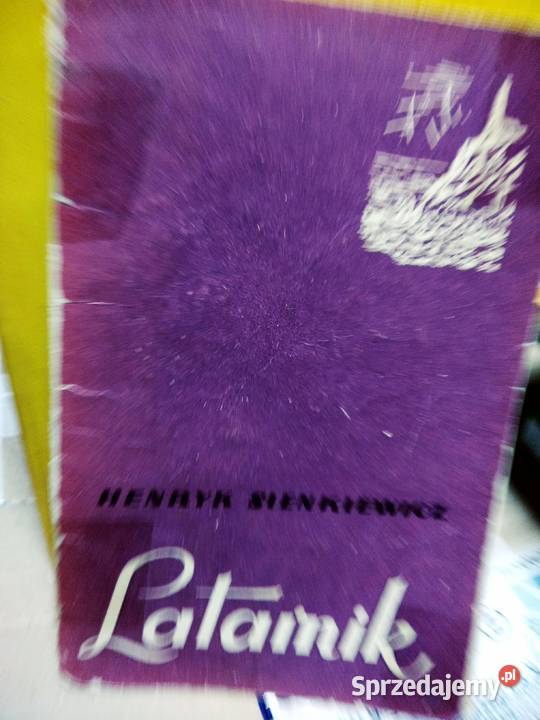 HENRYK SIENKIEWICZ
Latarnik
Sprzedajemy.pl